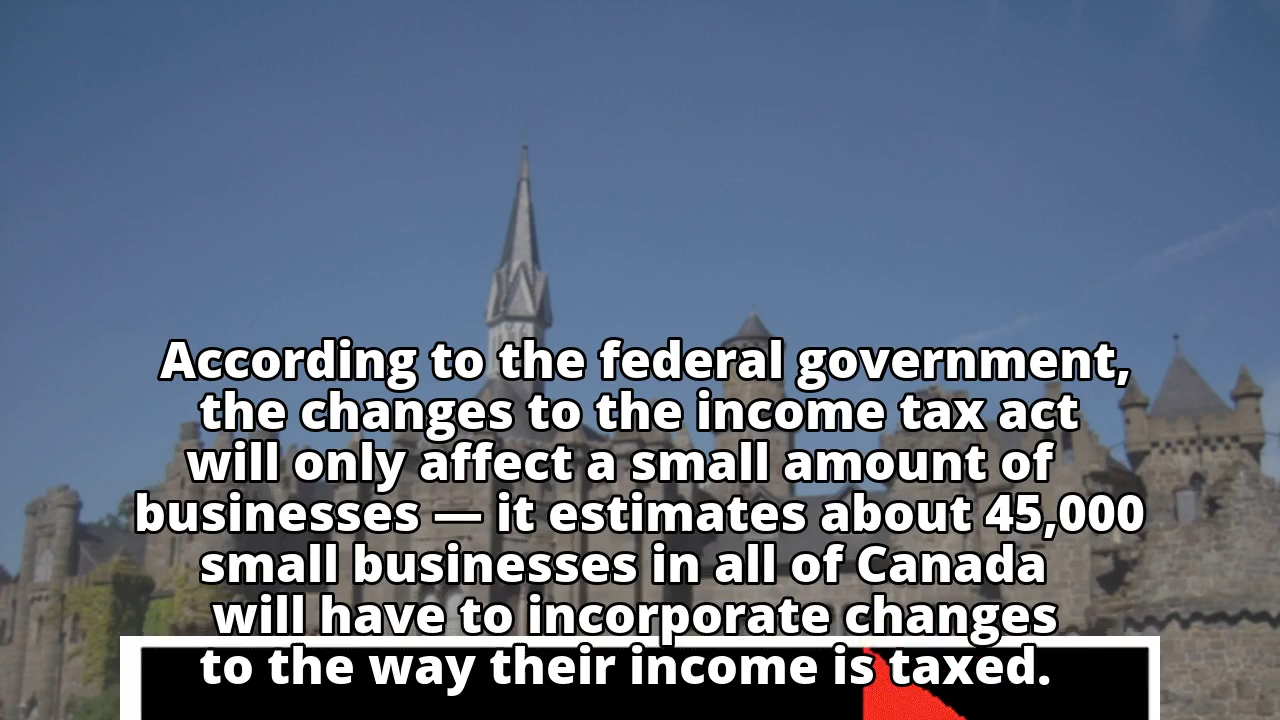 According to the federal government,
the changes to the income tax act
will only affect a small amount of
businesses — it estimates about 45,000
small businesses in all of Canada
will have to incorporate changes
to the way their income is taxed.